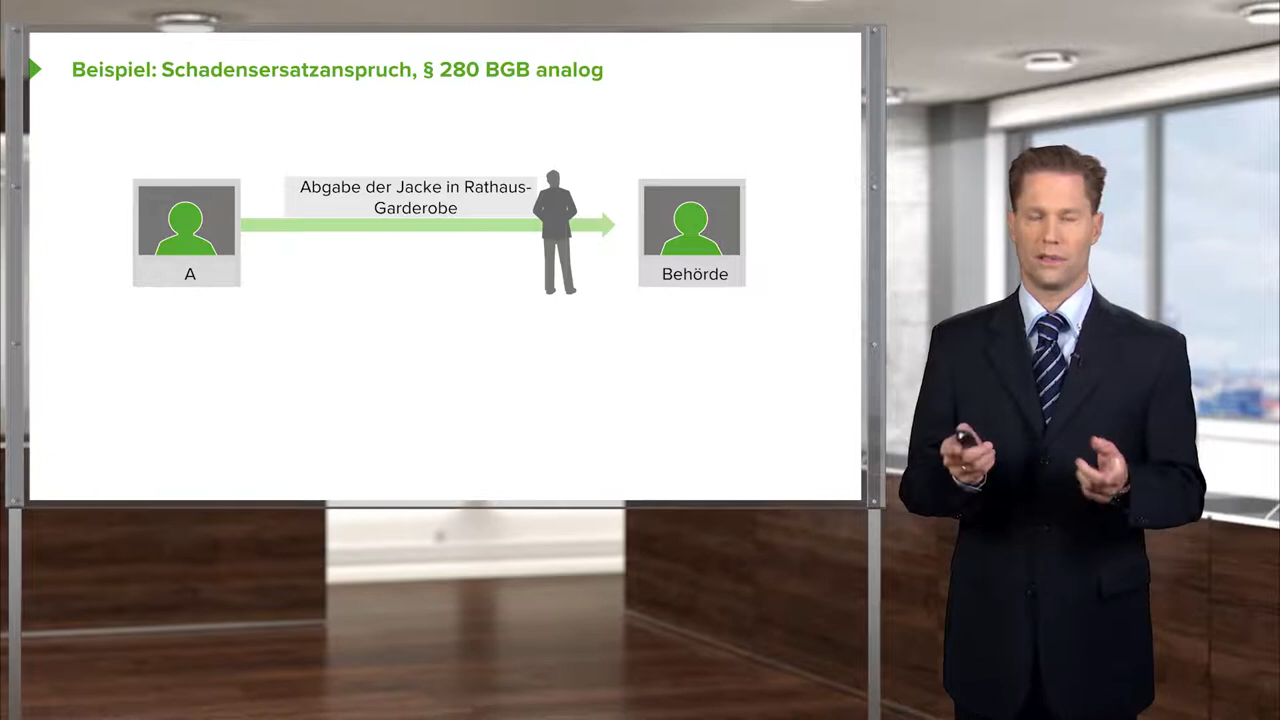 Beispiel: Schadensersatzanspruch, § 280 BGB analog
Abgabe der Jacke in Rathaus-
Garderobe
A
Behörde